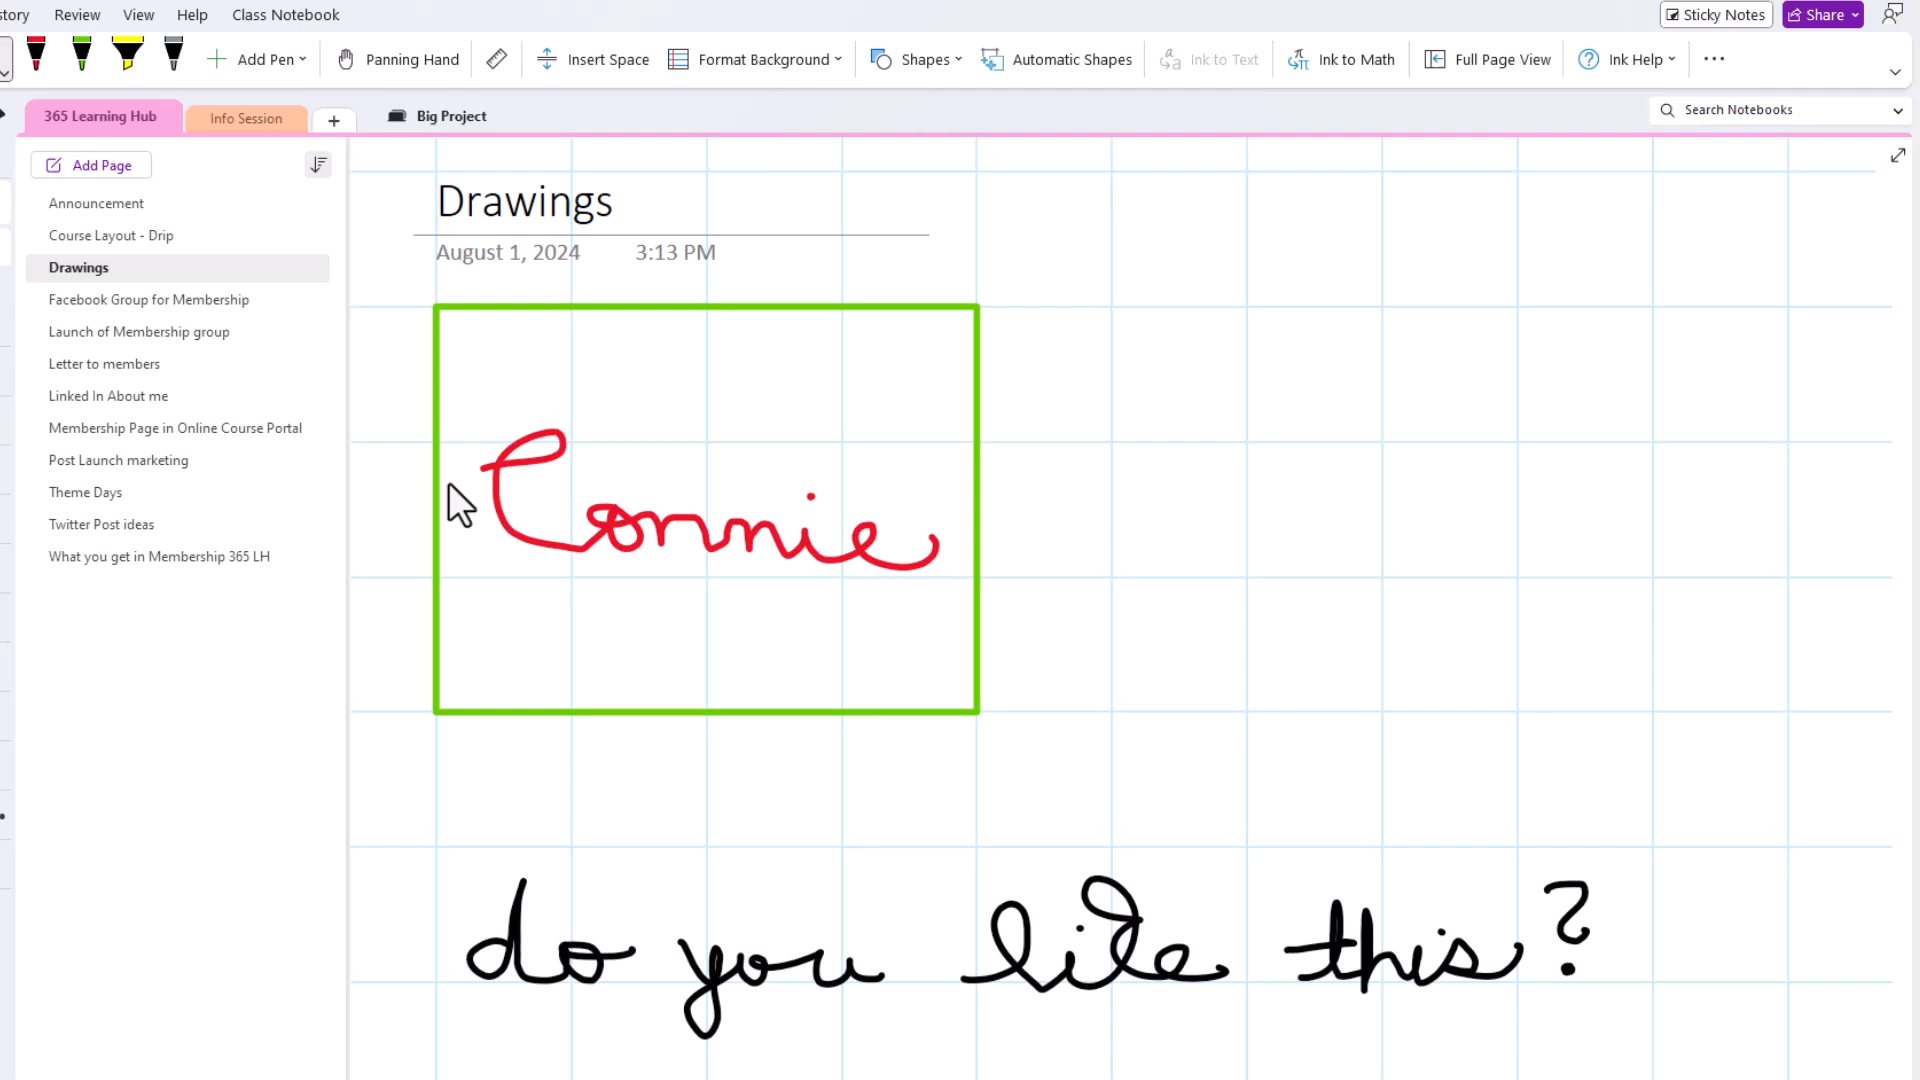 story Review View Help Class Notebook Sticky Notes Share
Add Pen Panning Hand Insert Space Format Background Shapes Automatic Shapes Ink to Text Ink to Math Full Page View Ink Help ...
365 Learning Hub Info Session + Big Project Search Notebooks
Add Page
Announcement
Course Layout - Drip
Drawings
Facebook Group for Membership
Launch of Membership group
Letter to members
Linked In About me
Membership Page in Online Course Portal
Post Launch marketing
Theme Days
Twitter Post ideas
What you get in Membership 365 LH
Drawings
August 1, 2024 3:13 PM
Connie
do you like this?